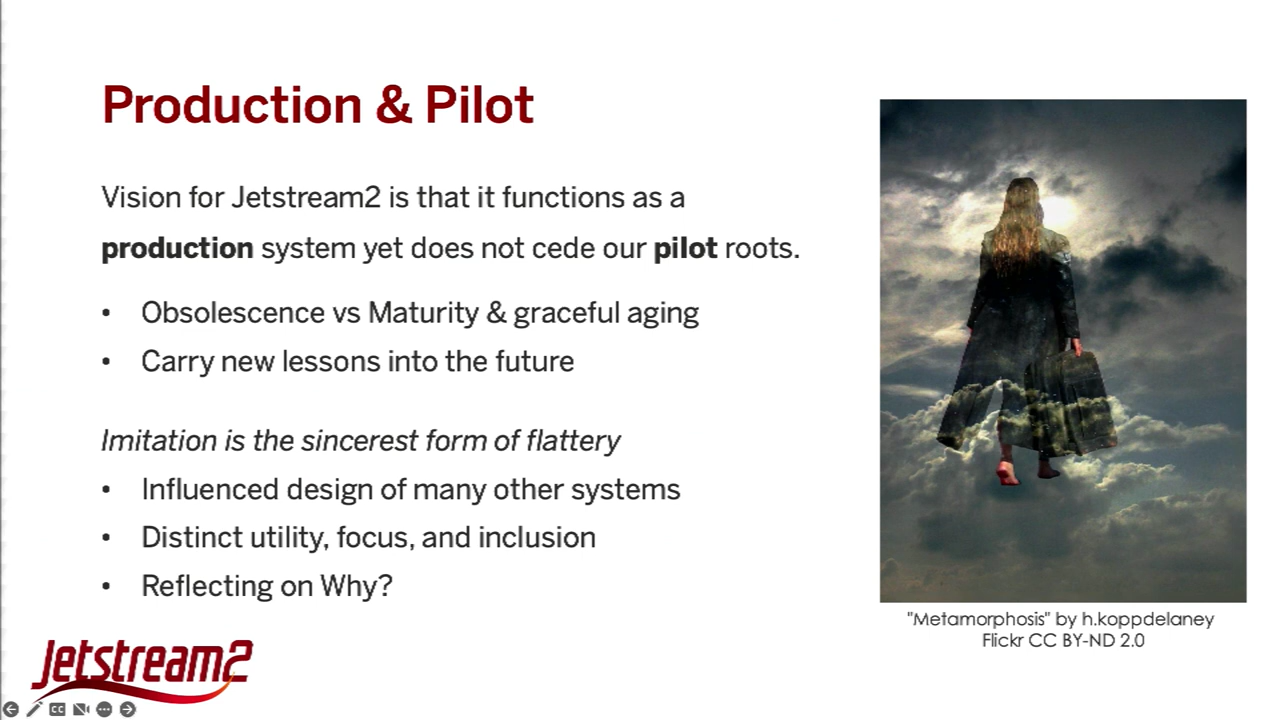 Production & Pilot
Vision for Jetstream2 is that it functions as a
production system yet does not cede our pilot roots.
• Obsolescence vs Maturity & graceful aging
• Carry new lessons into the future
Imitation is the sincerest form of flattery
• Influenced design of many other systems
• Distinct utility, focus, and inclusion
• Reflecting on Why?
"Metamorphosis" by h.koppdelaney
Flickr CC BY-ND 2.0
Jetstream2
CC